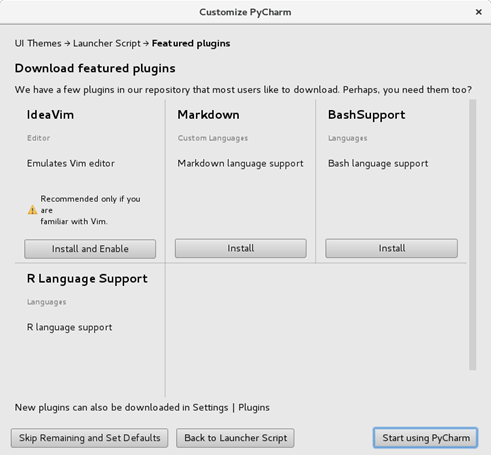 Customize PyCharm
×
UI Themes → Launcher Script → Featured plugins
Download featured plugins
We have a few plugins in our repository that most users like to download. Perhaps, you need them too?
IdeaVim
Editor
Emulates Vim editor
Recommended only if you
are
familiar with Vim.
Install and Enable
Markdown
Custom Languages
Markdown language support
Install
BashSupport
Languages
Bash language support
Install
R Language Support
Languages
R language support
New plugins can also be downloaded in Settings | Plugins
Skip Remaining and Set Defaults
Back to Launcher Script
Start using PyCharm